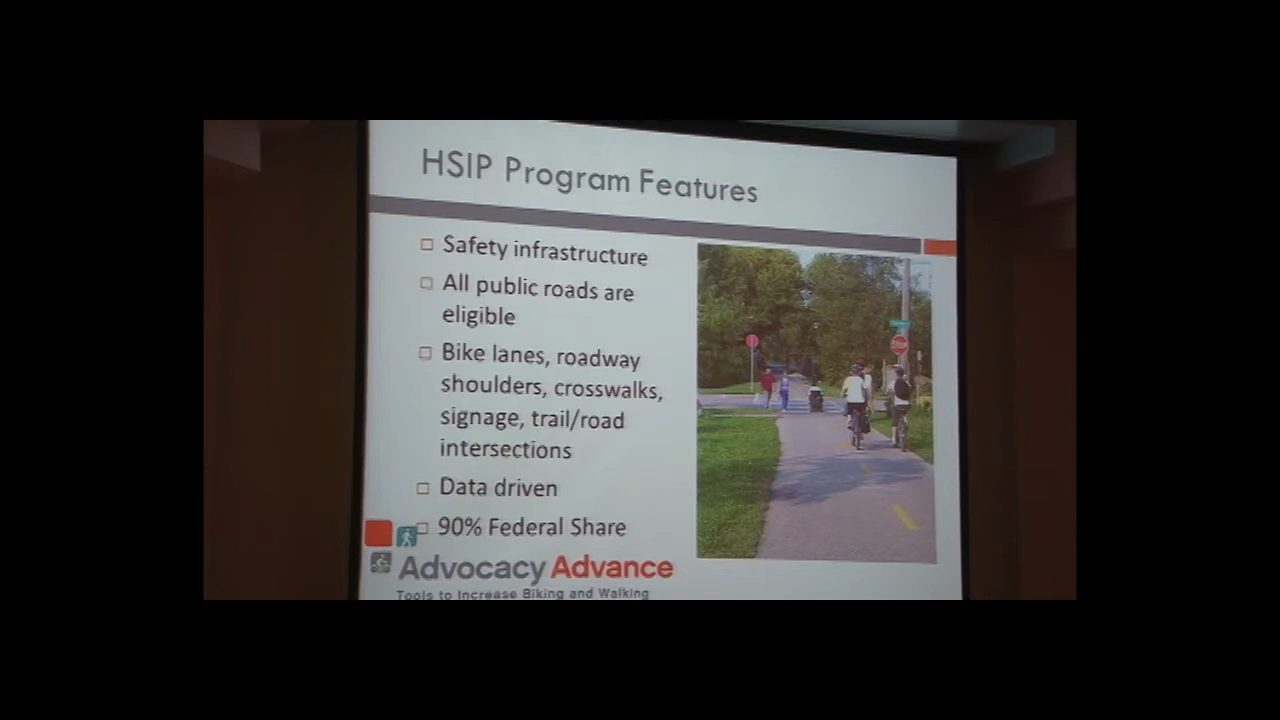 HSIP Program Features
Safety infrastructure
All public roads are
eligible
Bike lanes, roadway
shoulders, crosswalks,
signage, trail/road
intersections
Data driven
90% Federal Share
Advocacy Advance
Tools to Increase Biking and Walking
STOP